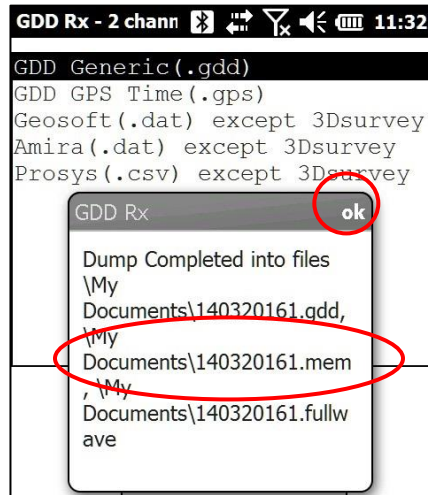 GDD Rx - 2 chann 11:32
GDD Generic(.gdd)
GDD GPS Time(.gps)
Geosoft(.dat) except 3Dsurvey
Amira(.dat) except 3Dsurvey
Prosys(.csv) except 3Dsurvey
GDD Rx ok
Dump Completed into files
\My
Documents\140320161.gdd,
\My
Documents\140320161.mem
, \My
Documents\140320161.fullw
ave